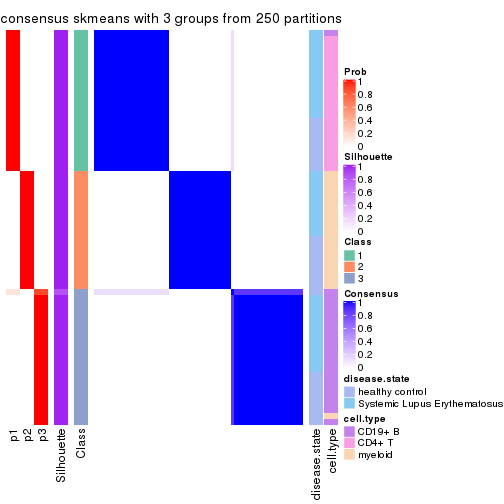 consensus skmeans with 3 groups from 250 partitions
Prob
1
0.8
0.6
0.4
0.2
0
Silhouette
1
0.8
0.6
0.4
0.2
0
Class
1
2
3
Consensus
1
0.8
0.6
0.4
0.2
0
disease.state
healthy control
Systemic Lupus Erythematosus
cell.type
CD19+ B
CD4+ T
myeloid
p1
p2
p3
Silhouette
Class
disease.state
cell.type